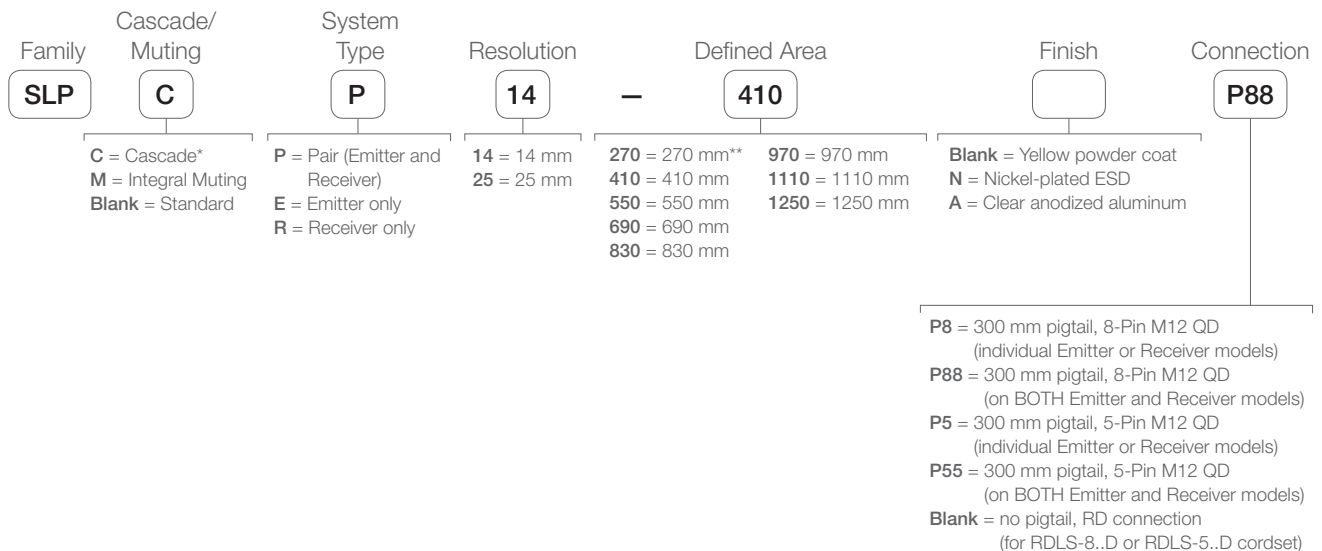 Family
Cascade/
Muting
System
Type
Resolution
Defined Area
Finish
Connection
SLP
C
P
14
–
410
P88
C = Cascade*
M = Integral Muting
Blank = Standard
P = Pair (Emitter and
Receiver)
E = Emitter only
R = Receiver only
14 = 14 mm
25 = 25 mm
270 = 270 mm**
410 = 410 mm
550 = 550 mm
690 = 690 mm
830 = 830 mm
970 = 970 mm
1110 = 1110 mm
1250 = 1250 mm
Blank = Yellow powder coat
N = Nickel-plated ESD
A = Clear anodized aluminum
P8 = 300 mm pigtail, 8-Pin M12 QD
(individual Emitter or Receiver models)
P88 = 300 mm pigtail, 8-Pin M12 QD
(on BOTH Emitter and Receiver models)
P5 = 300 mm pigtail, 5-Pin M12 QD
(individual Emitter or Receiver models)
P55 = 300 mm pigtail, 5-Pin M12 QD
(on BOTH Emitter and Receiver models)
Blank = no pigtail, RD connection
(for RDLS-8..D or RDLS-5..D cordset)